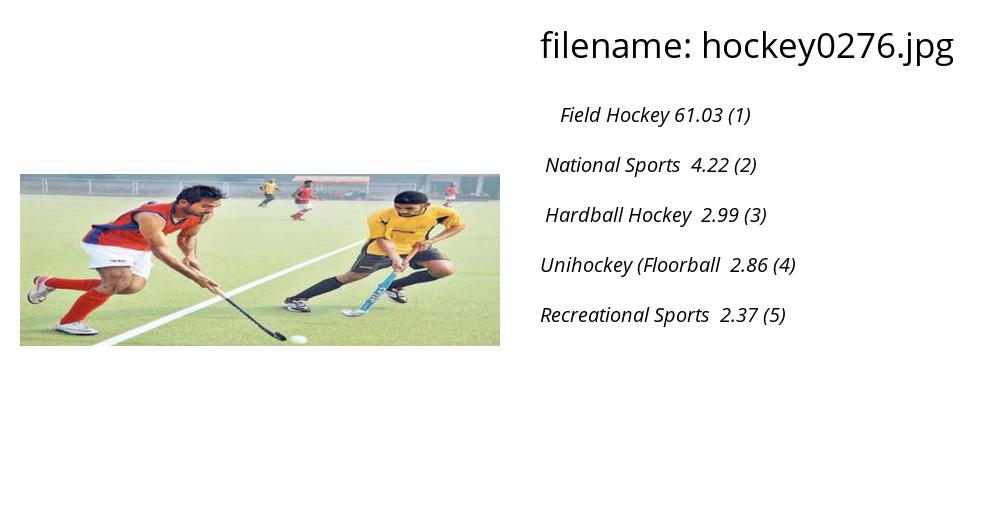 filename: hockey0276.jpg
Field Hockey 61.03 (1)
National Sports 4.22 (2)
Hardball Hockey 2.99 (3)
Unihockey (Floorball 2.86 (4)
Recreational Sports 2.37 (5)